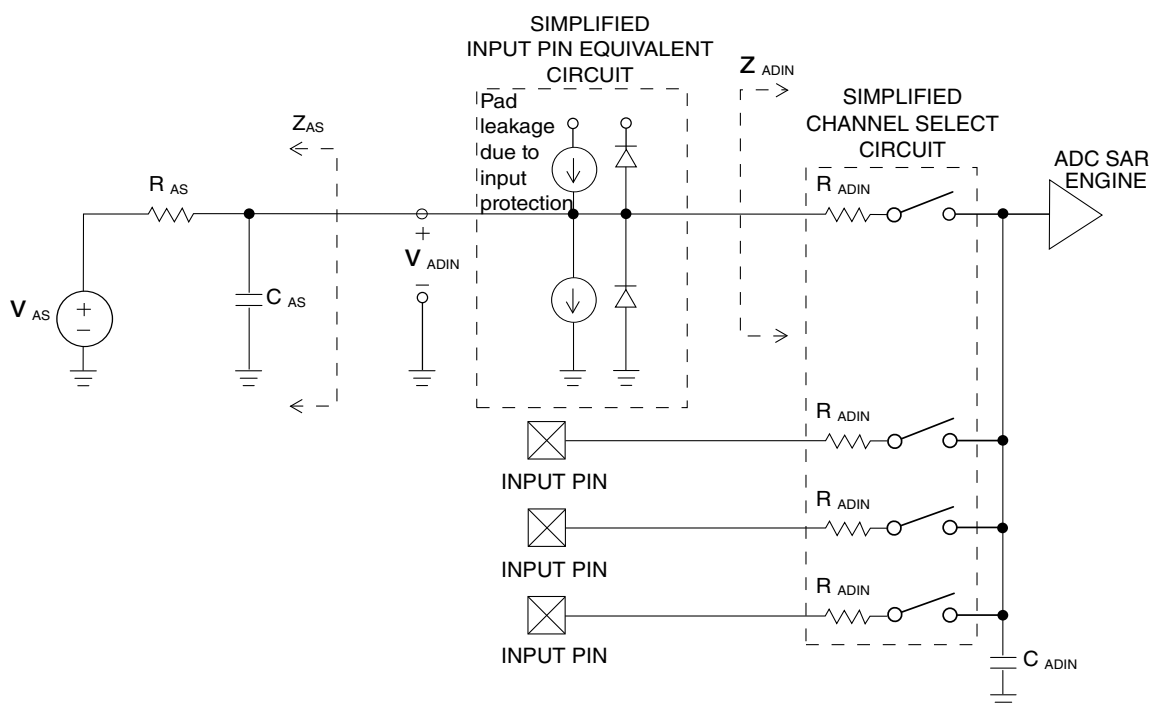 SIMPLIFIED
INPUT PIN EQUIVALENT
CIRCUIT
Pad
leakage
due to
input
protection
Z ADIN
SIMPLIFIED
CHANNEL SELECT
CIRCUIT
ADC SAR
ENGINE
Z AS
R AS
R ADIN
+
V ADIN
−
C AS
V AS
+
−
R ADIN
INPUT PIN
R ADIN
INPUT PIN
R ADIN
INPUT PIN
C ADIN